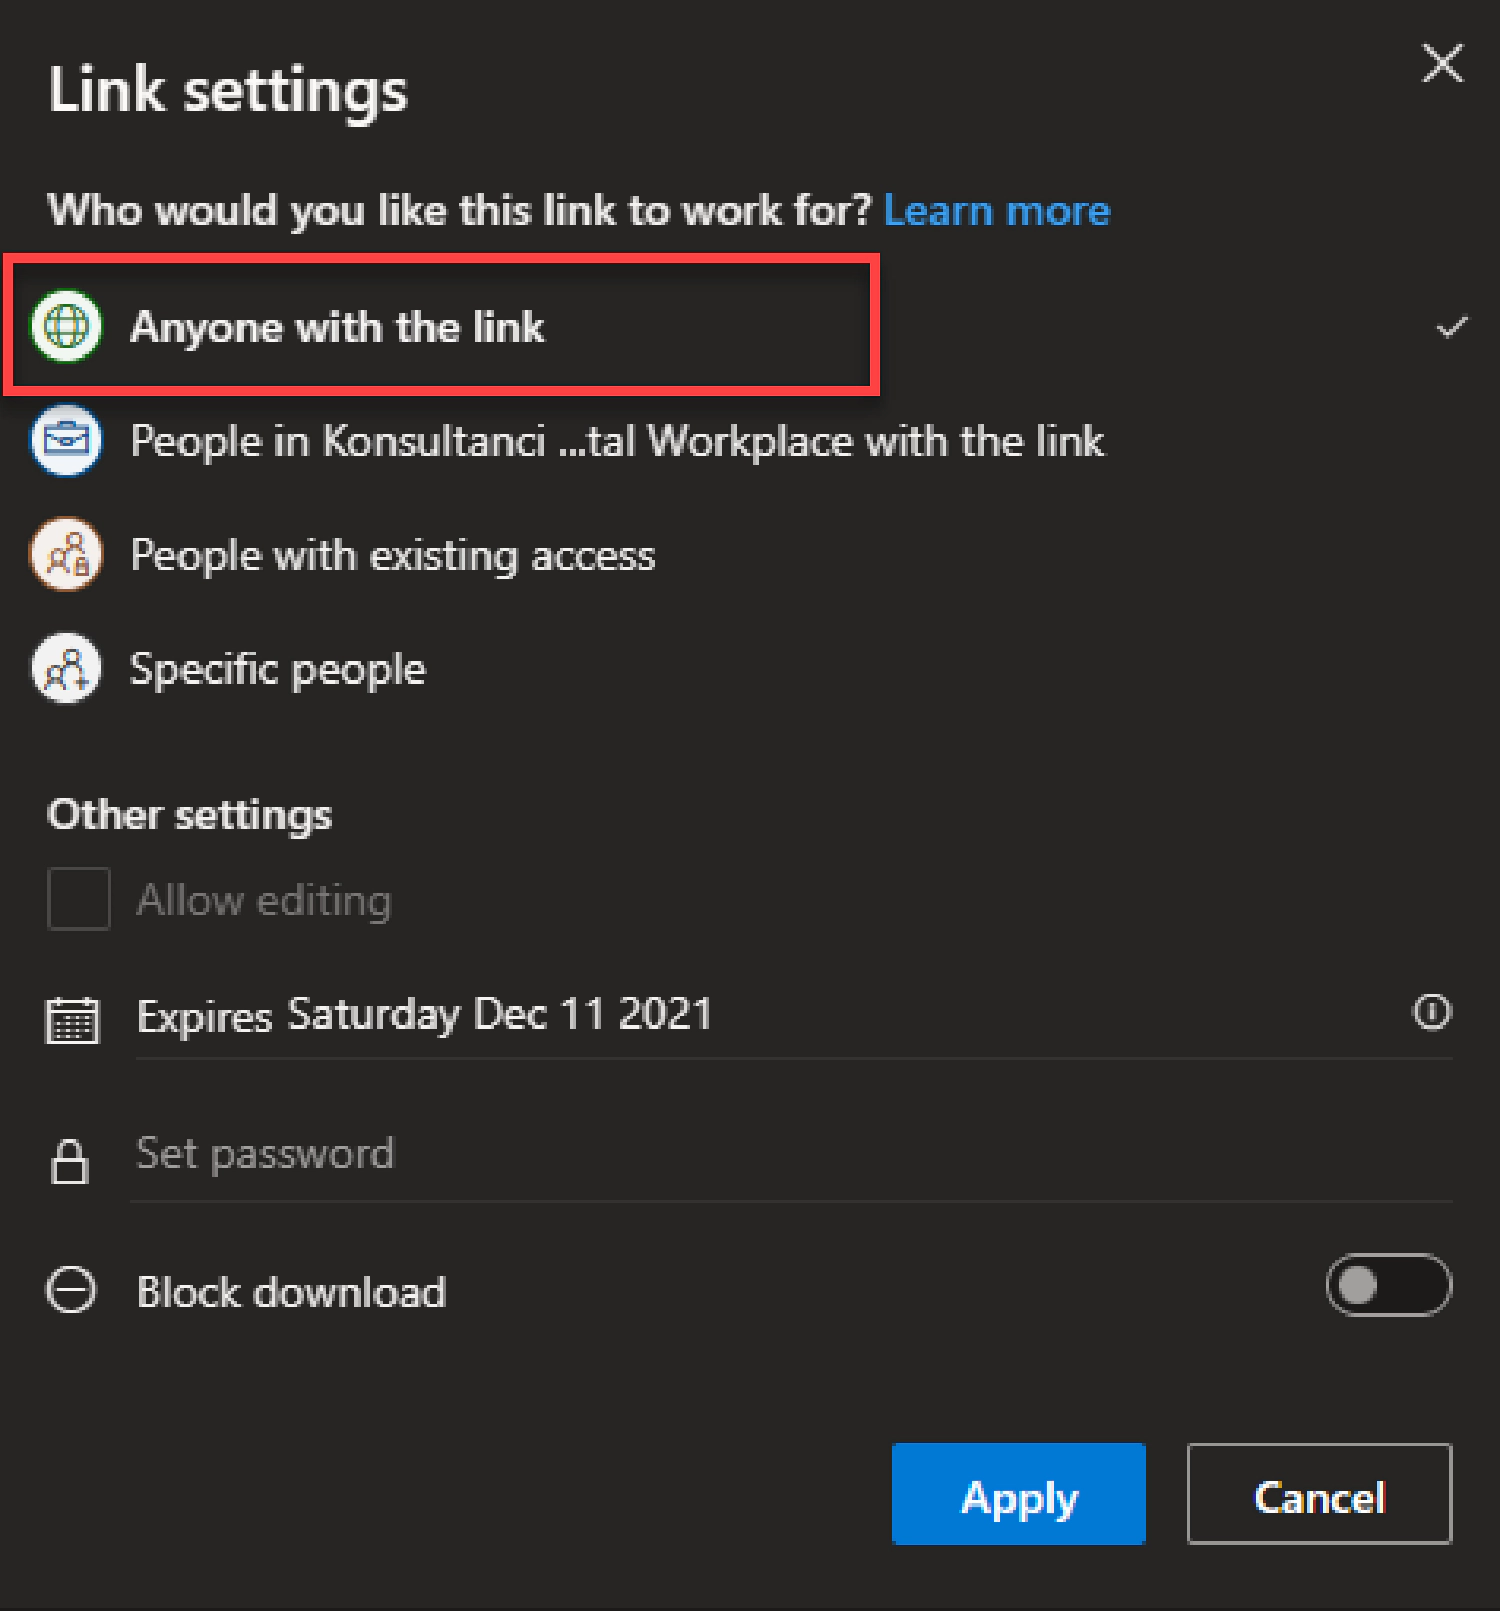 Link settings
Who would you like this link to work for? Learn more
Anyone with the link
People in Konsultanci ...tal Workplace with the link
People with existing access
Specific people
Other settings
Allow editing
Expires Saturday Dec 11 2021
Set password
Block download
Apply Cancel